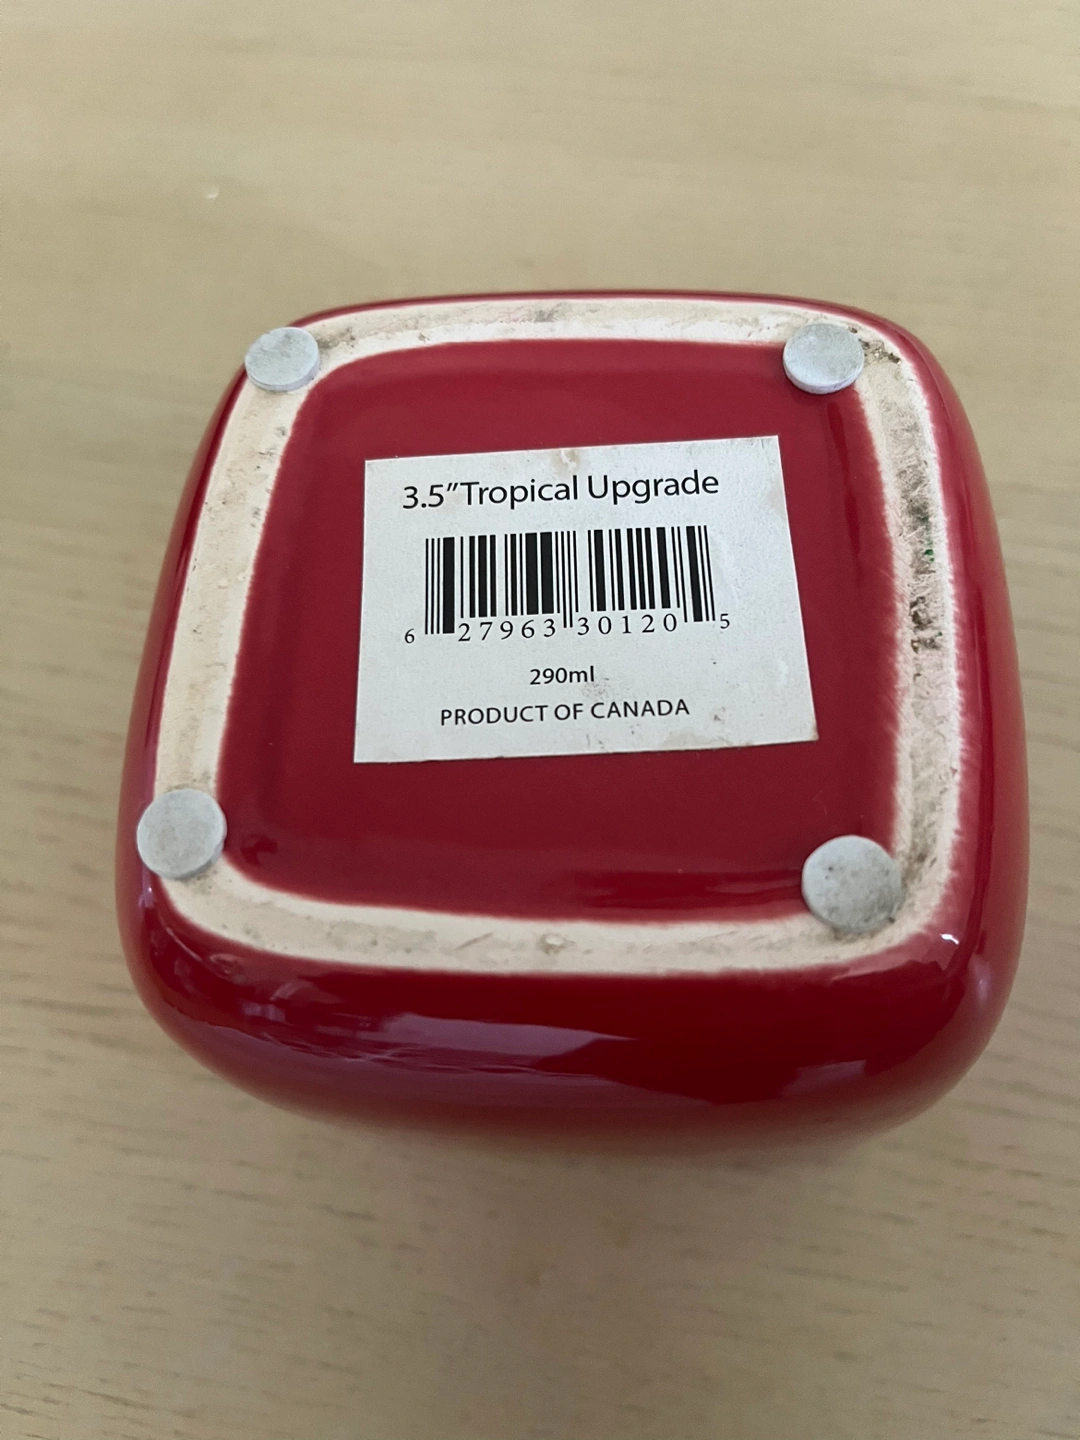 3.5″Tropical Upgrade
6 27963 30120 5
290ml
PRODUCT OF CANADA